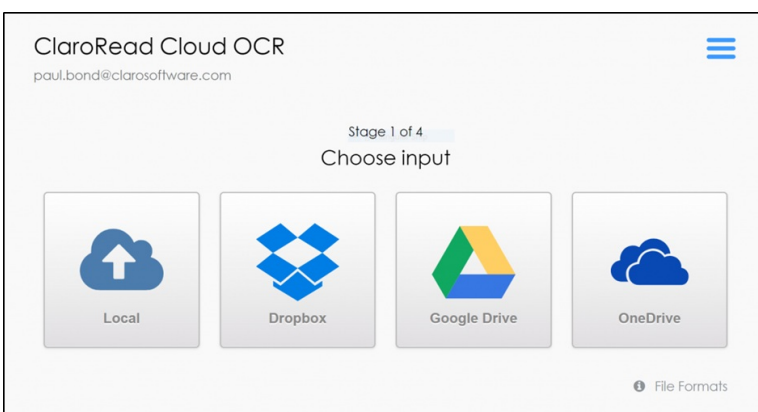 ClaroRead Cloud OCR
paul.bond@clarosoftware.com
Stage 1 of 4
Choose input
Local
Dropbox
Google Drive
OneDrive
File Formats